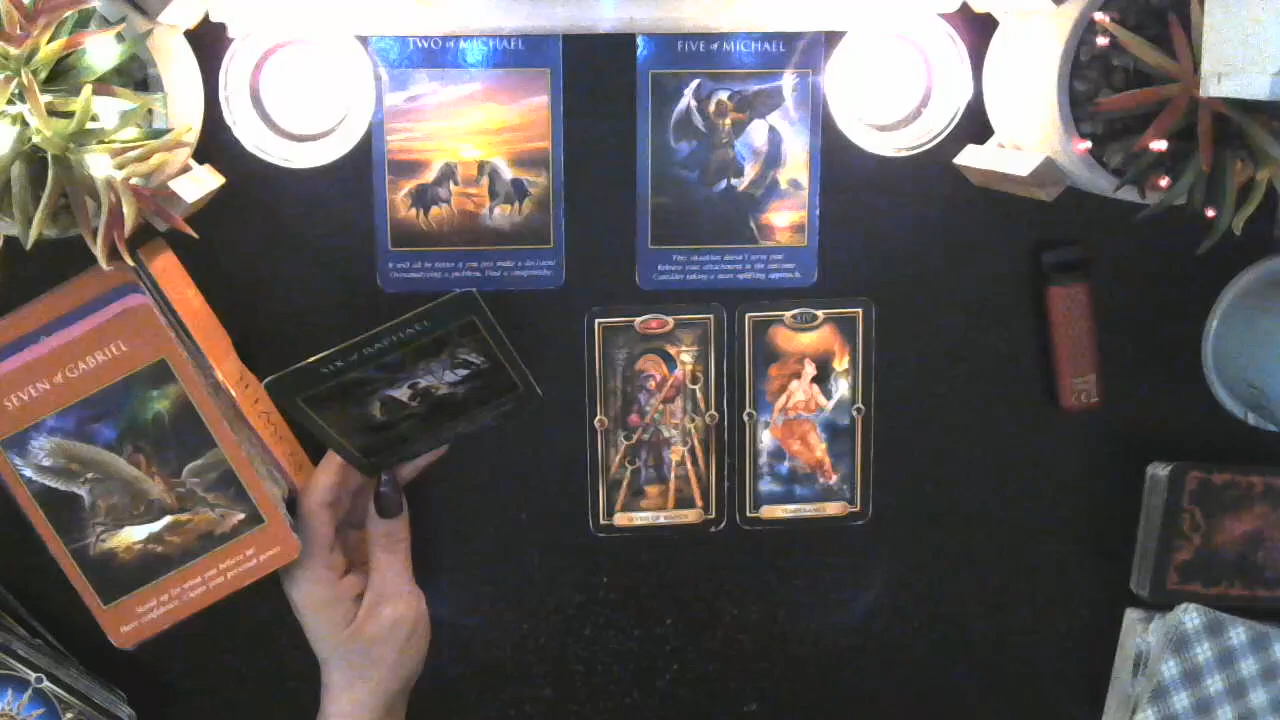 TWO of MICHAEL
It will be better if you just make a decision!
Overanalyzing a problem. Find a compromise.
FIVE of MICHAEL
This situation doesn't serve you!
Release your attachment to the outcome.
Consider taking a more uplifting approach.
SIX of RAPHAEL
SEVEN of GABRIEL
Stand up for what you believe in!
Have confidence. Claim your personal power.
SEVEN OF WANDS
XIV
TEMPERANCE